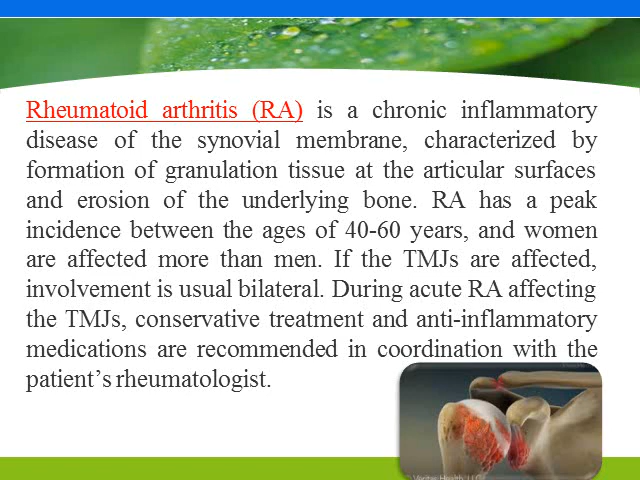 Rheumatoid arthritis (RA) is a chronic inflammatory
disease of the synovial membrane, characterized by
formation of granulation tissue at the articular surfaces
and erosion of the underlying bone. RA has a peak
incidence between the ages of 40-60 years, and women
are affected more than men. If the TMJs are affected,
involvement is usual bilateral. During acute RA affecting
the TMJs, conservative treatment and anti-inflammatory
medications are recommended in coordination with the
patient’s rheumatologist.
© Veritas Health, LLC